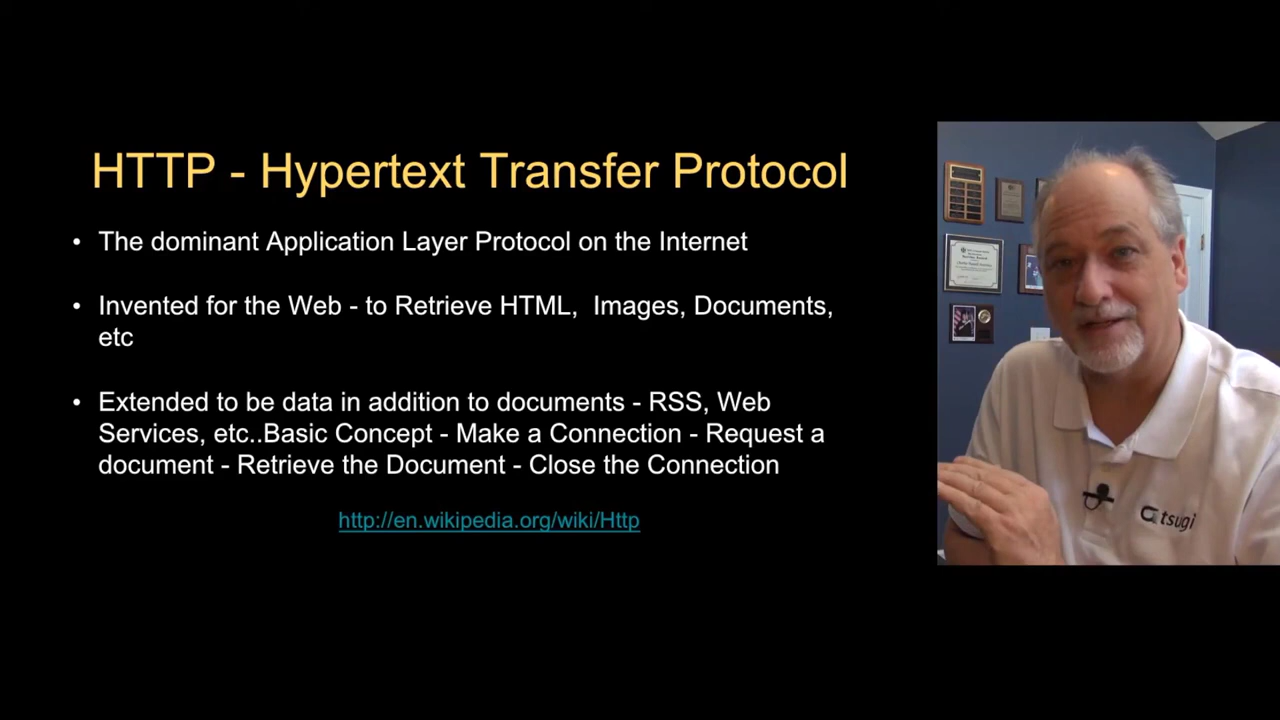 HTTP - Hypertext Transfer Protocol
• The dominant Application Layer Protocol on the Internet
• Invented for the Web - to Retrieve HTML,  Images, Documents,
etc
• Extended to be data in addition to documents - RSS, Web
Services, etc..Basic Concept - Make a Connection - Request a
document - Retrieve the Document - Close the Connection
http://en.wikipedia.org/wiki/Http
tsugi